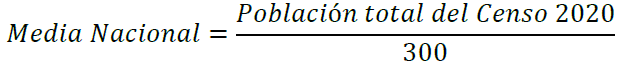 Media Nacional = Población total del Censo 2020 / 300